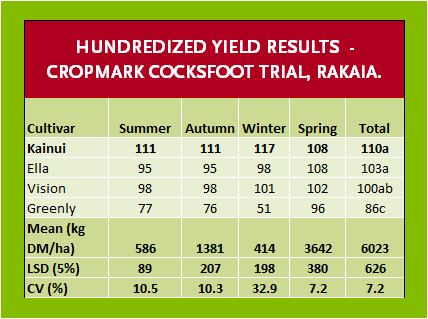 HUNDREDIZED YIELD RESULTS -
CROPMARK COCKSFOOT TRIAL, RAKAIA.
Cultivar Summer Autumn Winter Spring Total
Kainui 111 111 117 108 110a
Ella 95 95 98 108 103a
Vision 98 98 101 102 100ab
Greenly 77 76 51 96 86c
Mean (kg
DM/ha) 586 1381 414 3642 6023
LSD (5%) 89 207 198 380 626
CV (%) 10.5 10.3 32.9 7.2 7.2